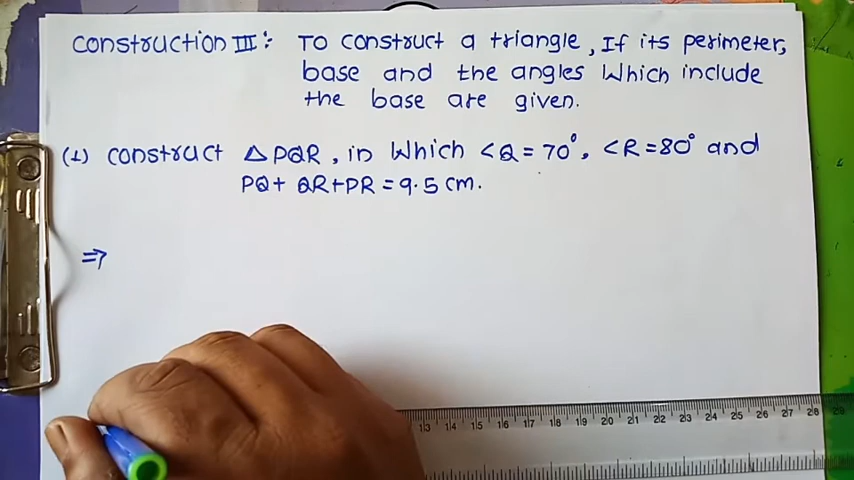 Construction III: To construct a triangle, If its perimeter,
base and the angles which include
the base are given.
(1) construct △PQR, in which <Q = 70°, <R = 80° and
PQ + QR + PR = 9.5 cm.
⇒
13 14 15 16 17 18 19 20 21 22 23 24 25 26 27 28 29